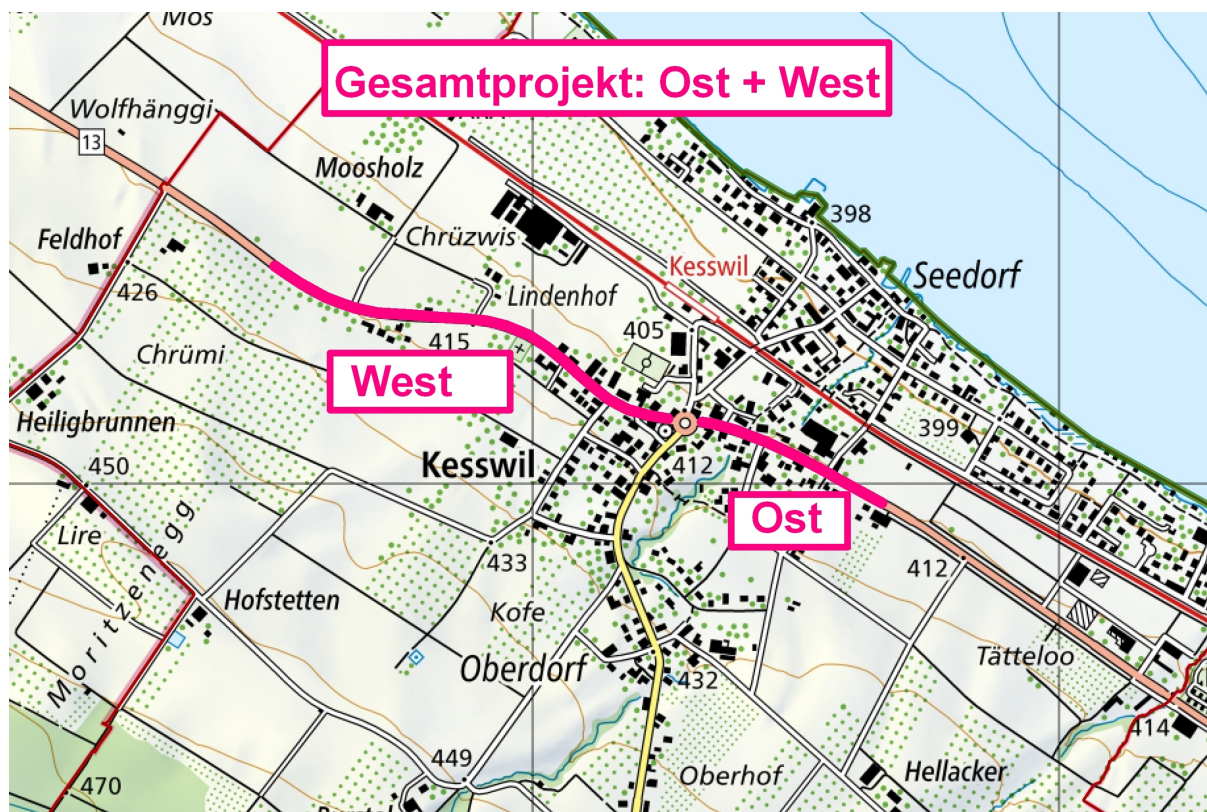 Mos
Gesamtprojekt: Ost + West
Wolfhänggi
13
Moosholz
398
Feldhof
Chrüzwis
Kesswil
Seedorf
426
Lindenhof
405
415
Chrümi
West
Heiligbrunnen
399
Kesswil
412
450
Ost
Lire
433
412
Hofstetten
Kofe
Moritzenegg
Oberdorf
Tätteloo
432
414
449
Oberhof
Hellacker
470